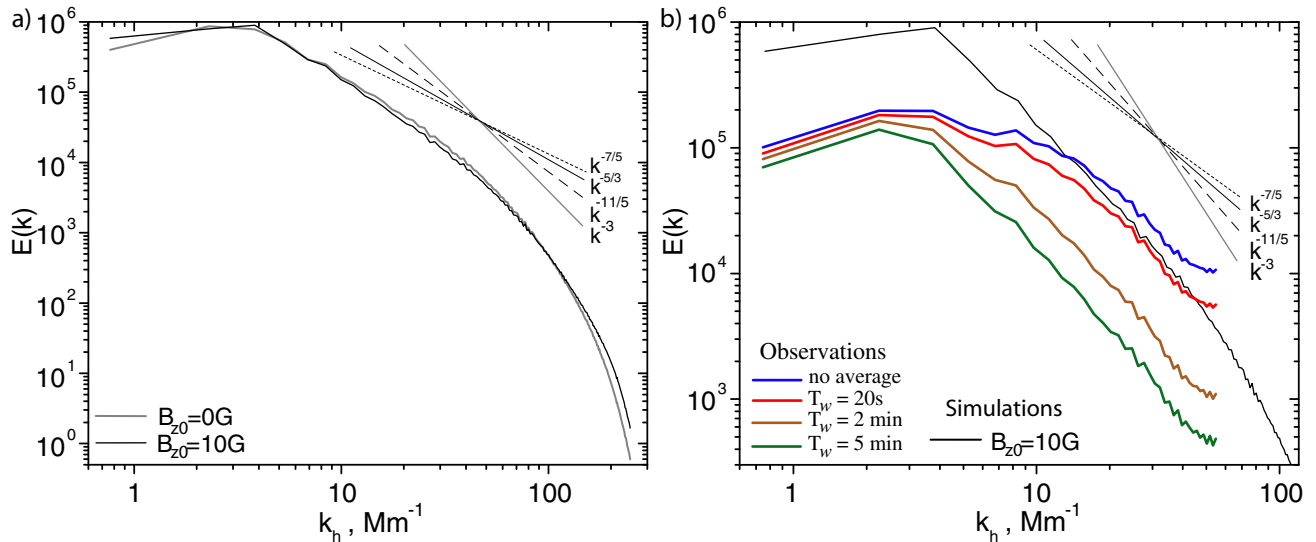 a)
10^6
10^5
10^4
10^3
10^2
10^1
10^0
E(k)
k^-7/5
k^-5/3
k^-11/5
k^-3
B_z0=0G
B_z0=10G
1 10 100
k_h , Mm^-1
b)
10^6
10^5
10^4
10^3
E(k)
k^-7/5
k^-5/3
k^-11/5
k^-3
Observations
no average
T_w = 20s
T_w = 2 min
T_w = 5 min
Simulations
B_z0=10G
1 10 100
k_h , Mm^-1